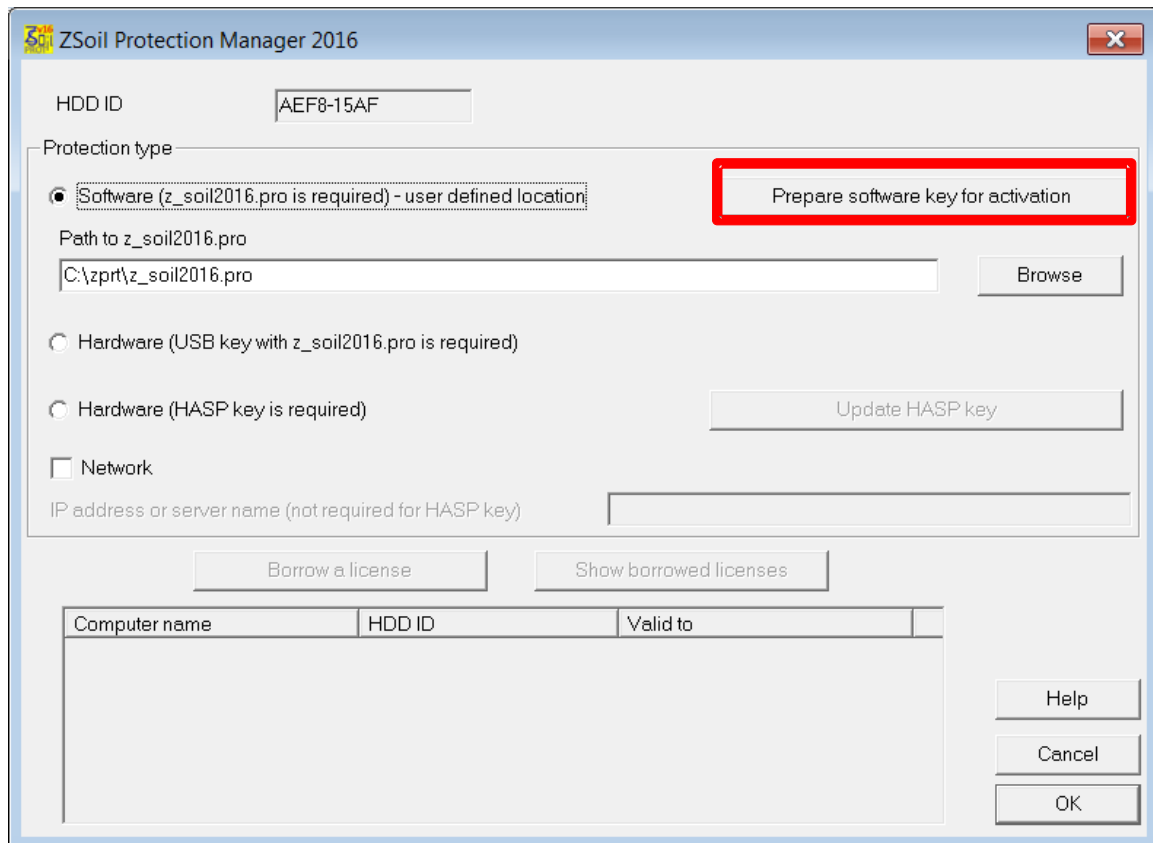 ZSoil Protection Manager 2016
HDD ID AEF8-15AF
Protection type
Software (z_soil2016.pro is required) - user defined location Prepare software key for activation
Path to z_soil2016.pro
C:\zprt\z_soil2016.pro Browse
Hardware (USB key with z_soil2016.pro is required)
Hardware (HASP key is required) Update HASP key
Network
IP address or server name (not required for HASP key)
Borrow a license Show borrowed licenses
Computer name HDD ID Valid to
Help
Cancel
OK